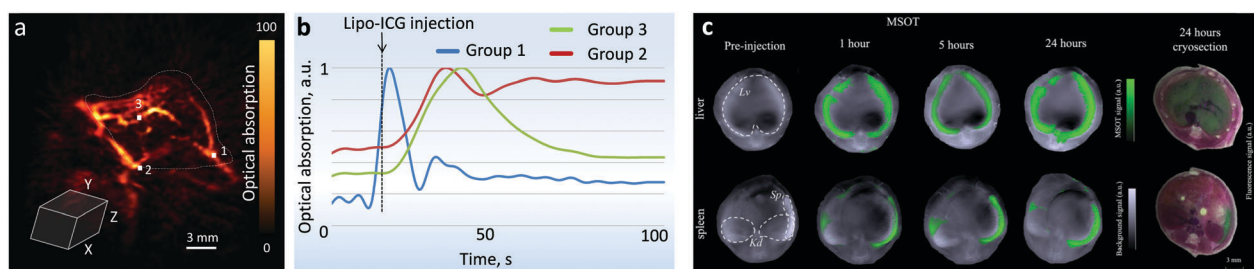 a
100
Optical absorption
0
1
2
3
X
Y
Z
3 mm
b
Lipo-ICG injection
Group 1
Group 3
Group 2
Optical absorption, a.u.
1
0
50
100
Time, s
c
MSOT
Pre-injection
1 hour
5 hours
24 hours
24 hours
cryosection
liver
Lv
spleen
Sp
Kd
MSOT signal (a.u.)
Background signal (a.u.)
Fluorescence signal (a.u.)
3 mm